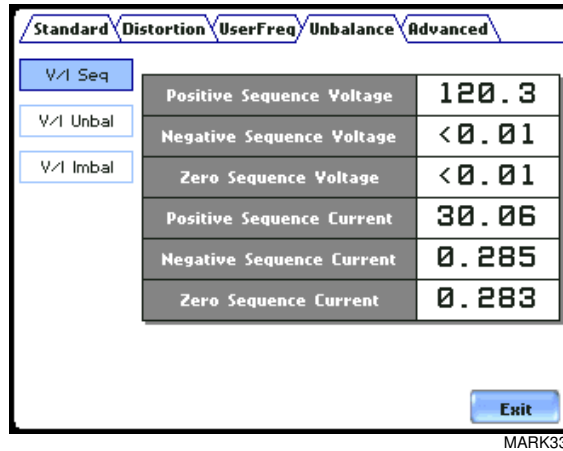 Standard Distortion UserFreq Unbalance Advanced
V/I Seq
V/I Unbal
V/I Imbal
Positive Sequence Voltage 120.3
Negative Sequence Voltage <0.01
Zero Sequence Voltage <0.01
Positive Sequence Current 30.06
Negative Sequence Current 0.285
Zero Sequence Current 0.283
Exit
MARK33